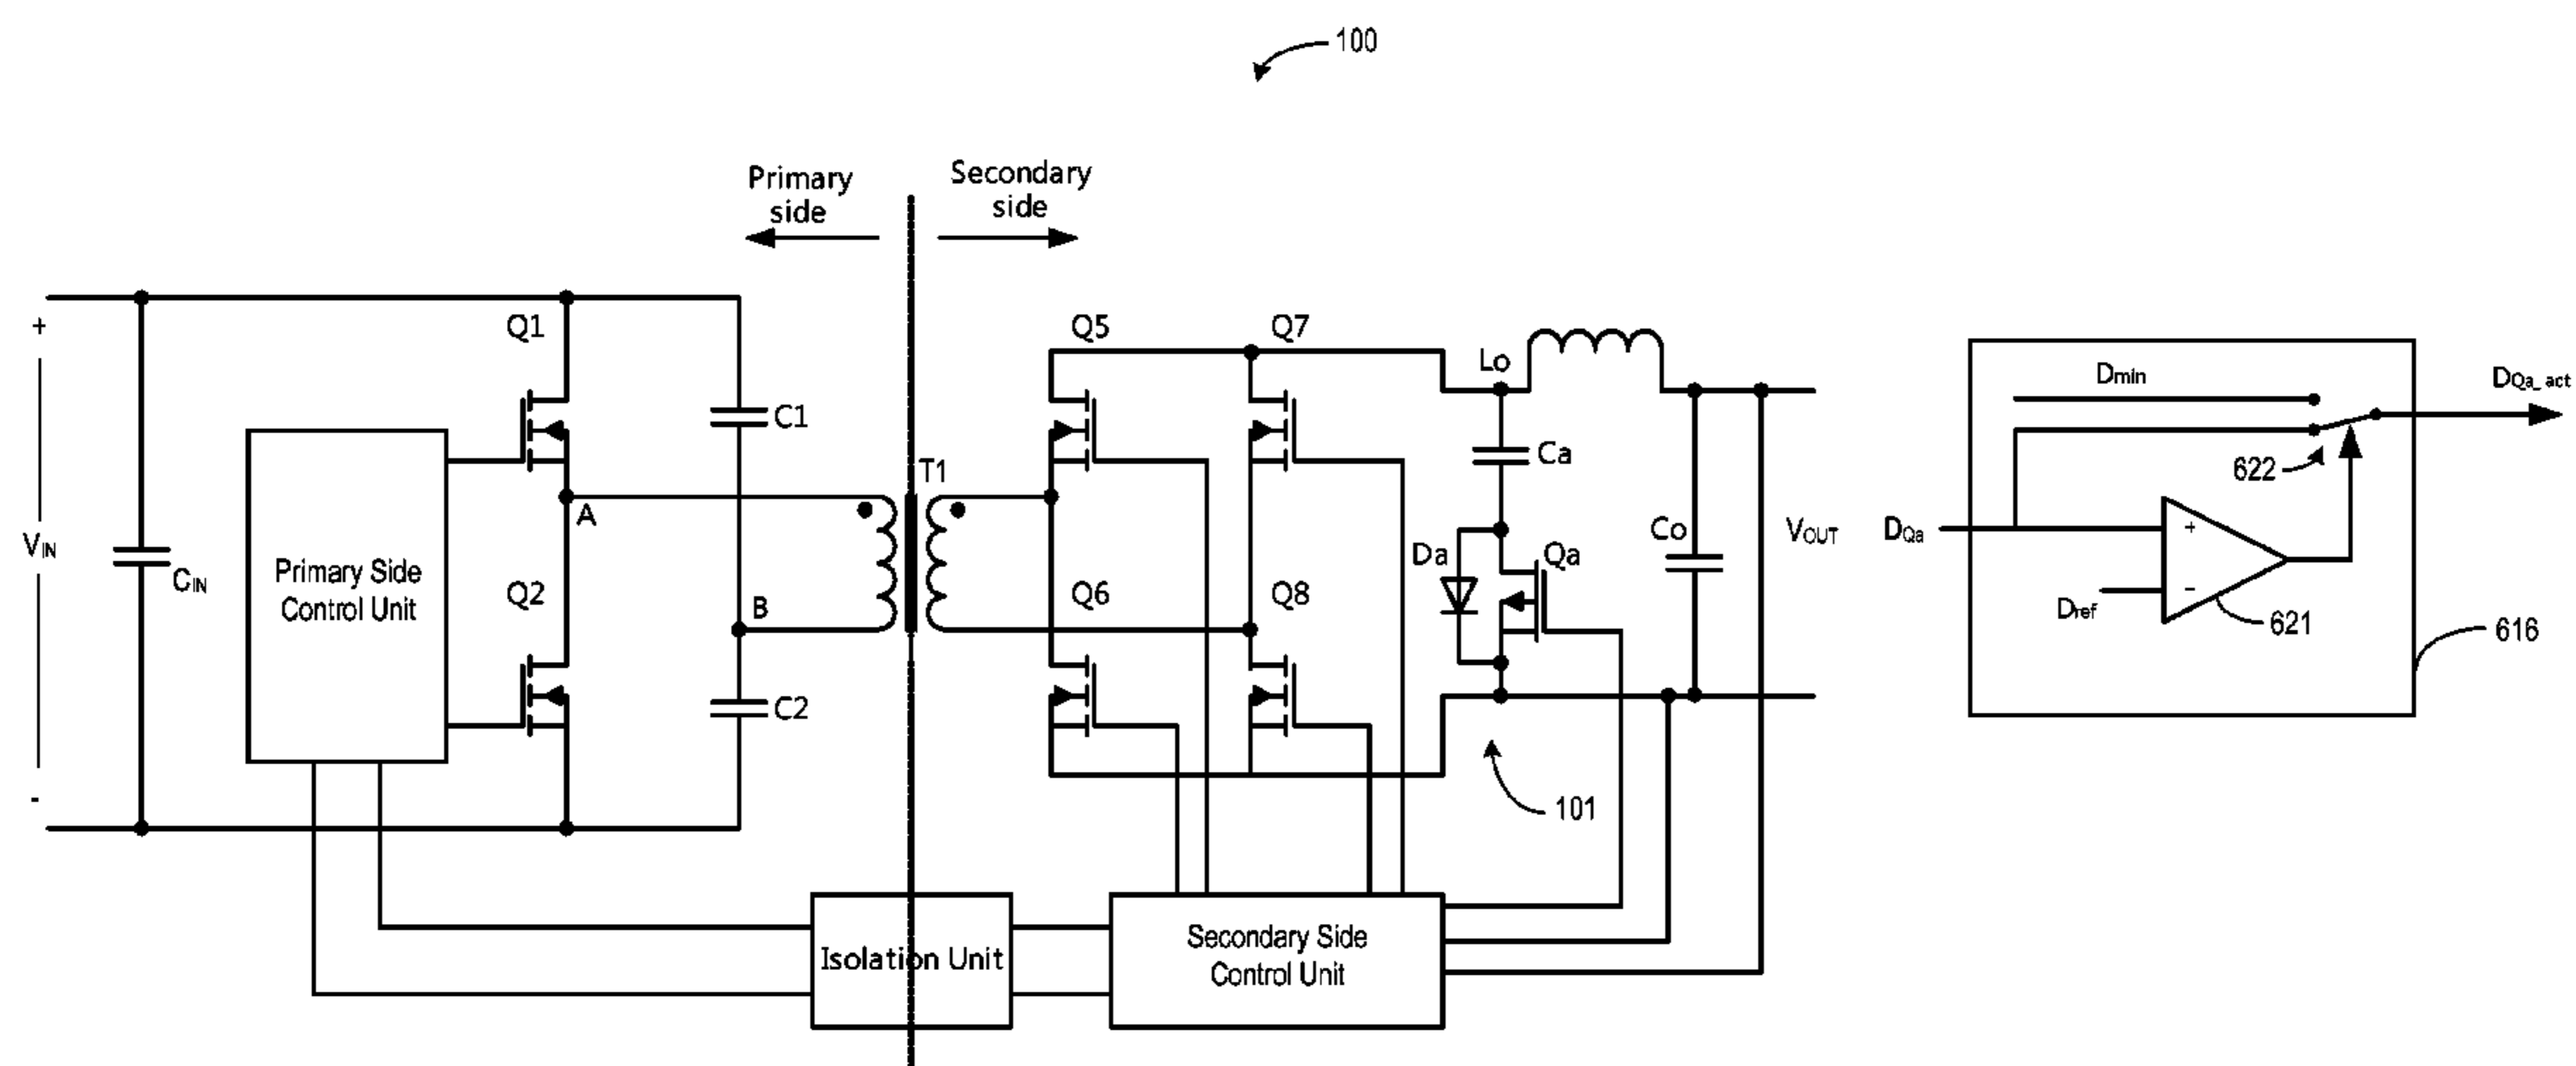 100
Primary
side
Secondary
side
+
VIN
-
CIN
Primary Side
Control Unit
Q1
Q2
A
C1
B
C2
T1
Q5
Q7
Q6
Q8
Lo
Ca
Da
Qa
Co
VOUT
101
Isolation Unit
Secondary Side
Control Unit
Dmin
DQa_act
622
DQa
+
-
Dref
621
616